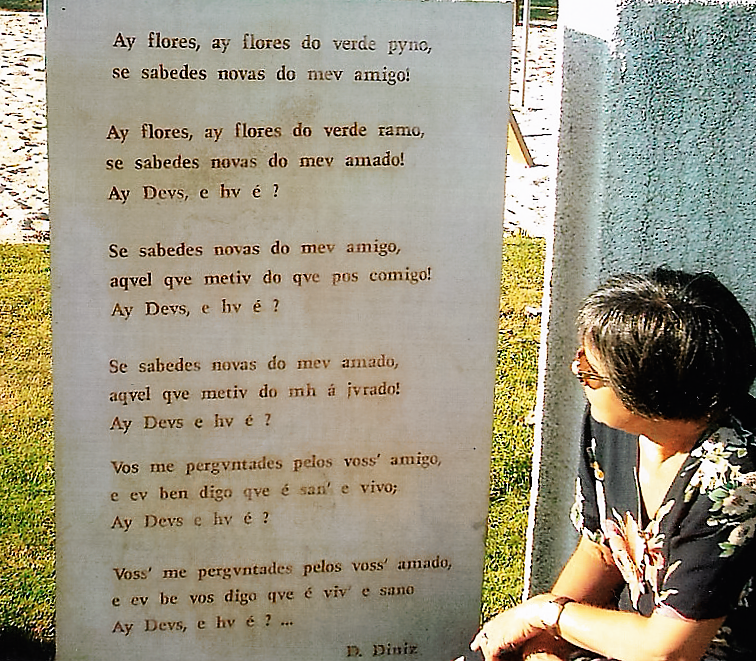 Ay flores, ay flores do verde pyno,
se sabedes novas do mev amigo!
Ay flores, ay flores do verde ramo,
se sabedes novas do mev amado!
Ay Devs, e hv é ?
Se sabedes novas do mev amigo,
aqvel qve metiv do qve pos comigo!
Ay Devs, e hv é ?
Se sabedes novas do mev amado,
aqvel qve metiv do mh á jvrado!
Ay Devs e hv é ?
Vos me pergvntades pelos voss' amigo,
e ev ben digo qve é san' e vivo;
Ay Devs e hv é ?
Voss' me pergvntades pelos voss' amado,
e ev be vos digo qve é viv' e sano
Ay Devs, e hv é ? ...
D. Diniz